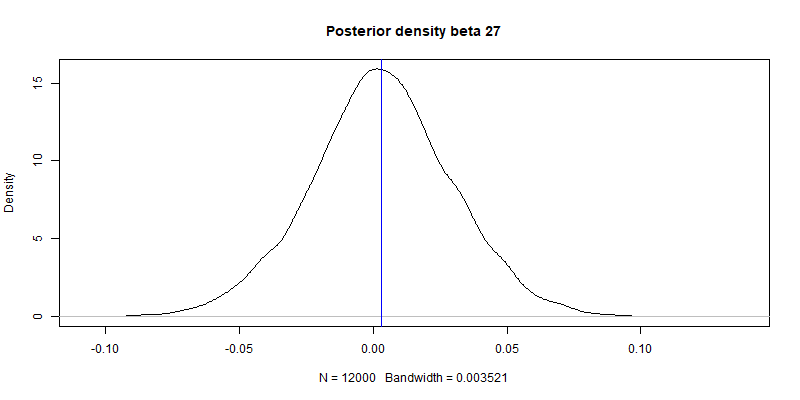 Posterior density beta 27
Density
15
10
5
0
-0.10 -0.05 0.00 0.05 0.10
N = 12000 Bandwidth = 0.003521